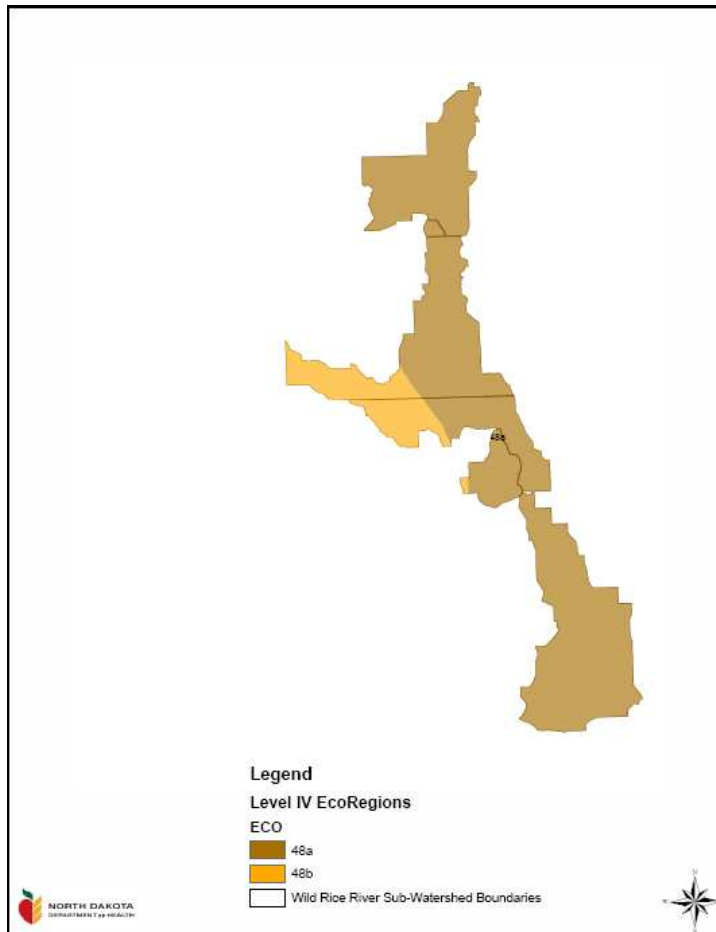 48a
Legend
Level IV EcoRegions
ECO
48a
48b
Wild Rice River Sub-Watershed Boundaries
NORTH DAKOTA
DEPARTMENT of HEALTH
N
W